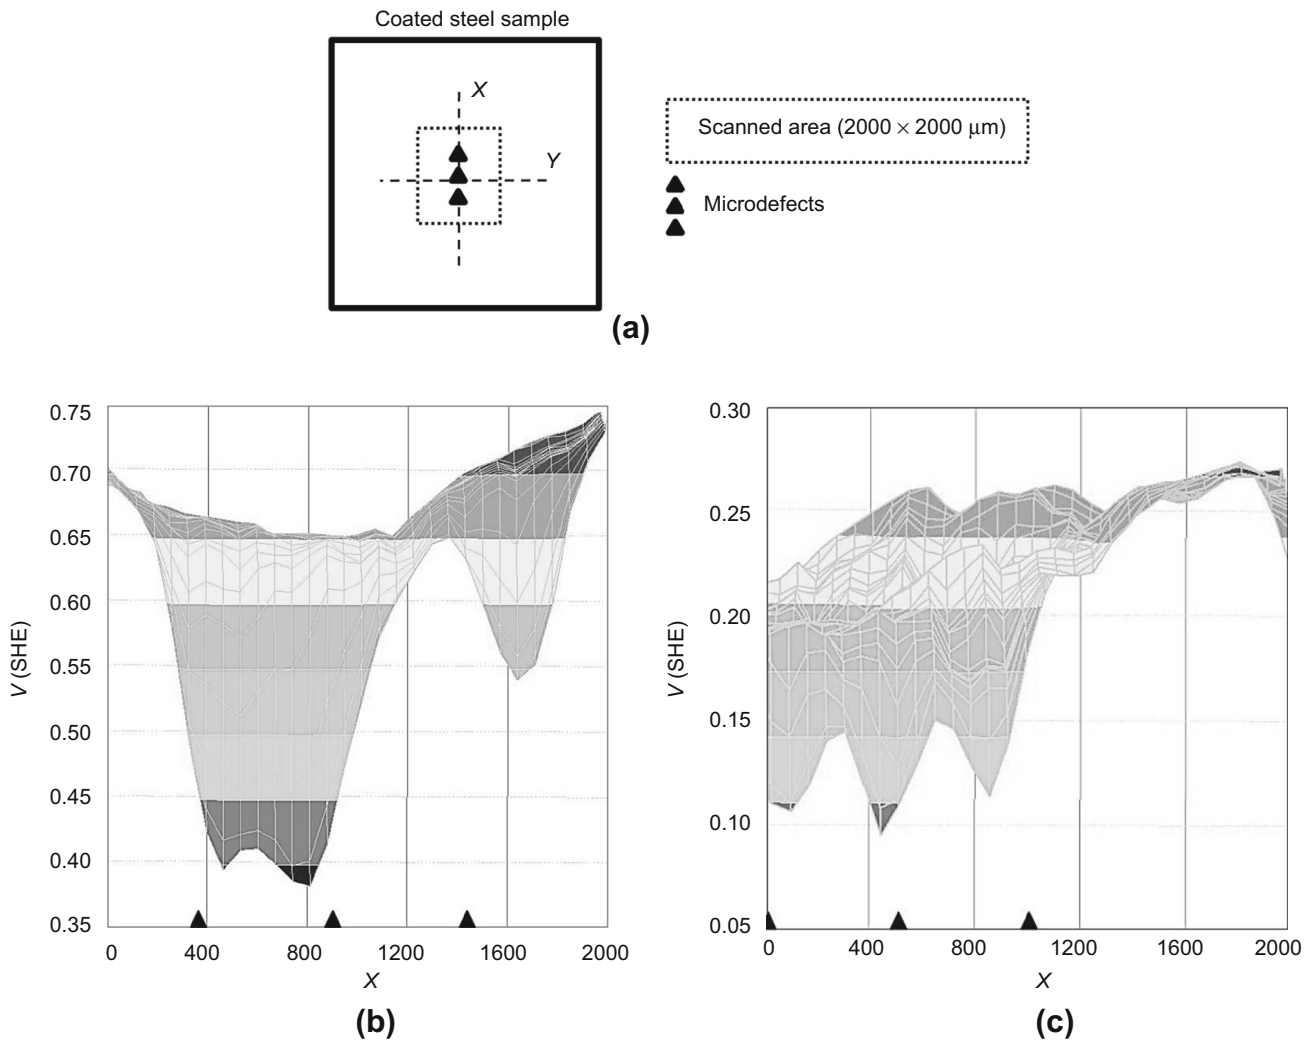 Coated steel sample
X
Y
Scanned area (2000 × 2000 μm)
Microdefects
(a)
0.75
0.70
0.65
0.60
0.55
0.50
0.45
0.40
0.35
V (SHE)
0 400 800 1200 1600 2000
X
(b)
0.30
0.25
0.20
0.15
0.10
0.05
V (SHE)
0 400 800 1200 1600 2000
X
(c)